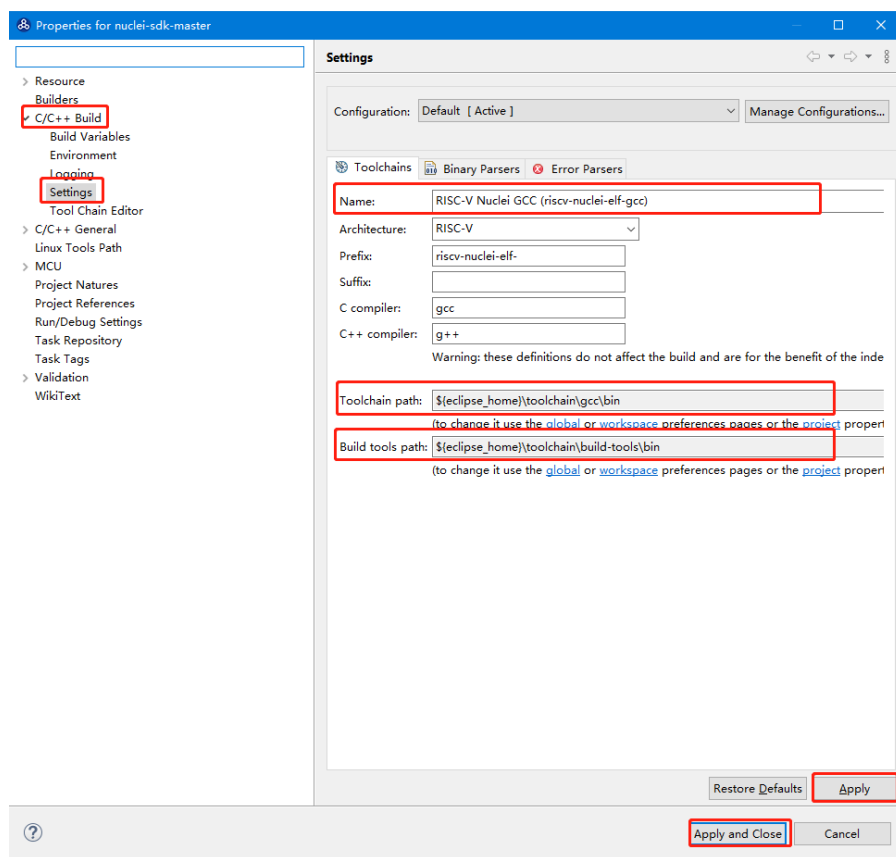 Properties for nuclei-sdk-master
Resource
Builders
C/C++ Build
Build Variables
Environment
Logging
Settings
Tool Chain Editor
C/C++ General
Linux Tools Path
MCU
Project Natures
Project References
Run/Debug Settings
Task Repository
Task Tags
Validation
WikiText
Settings
Configuration: Default [ Active ] Manage Configurations...
Toolchains Binary Parsers Error Parsers
Name: RISC-V Nuclei GCC (riscv-nuclei-elf-gcc)
Architecture: RISC-V
Prefix: riscv-nuclei-elf-
Suffix:
C compiler: gcc
C++ compiler: g++
Warning: these definitions do not affect the build and are for the benefit of the inde
Toolchain path: ${eclipse_home}\toolchain\gcc\bin
(to change it use the global or workspace preferences pages or the project propert
Build tools path: ${eclipse_home}\toolchain\build-tools\bin
(to change it use the global or workspace preferences pages or the project propert
Restore Defaults Apply
? Apply and Close Cancel